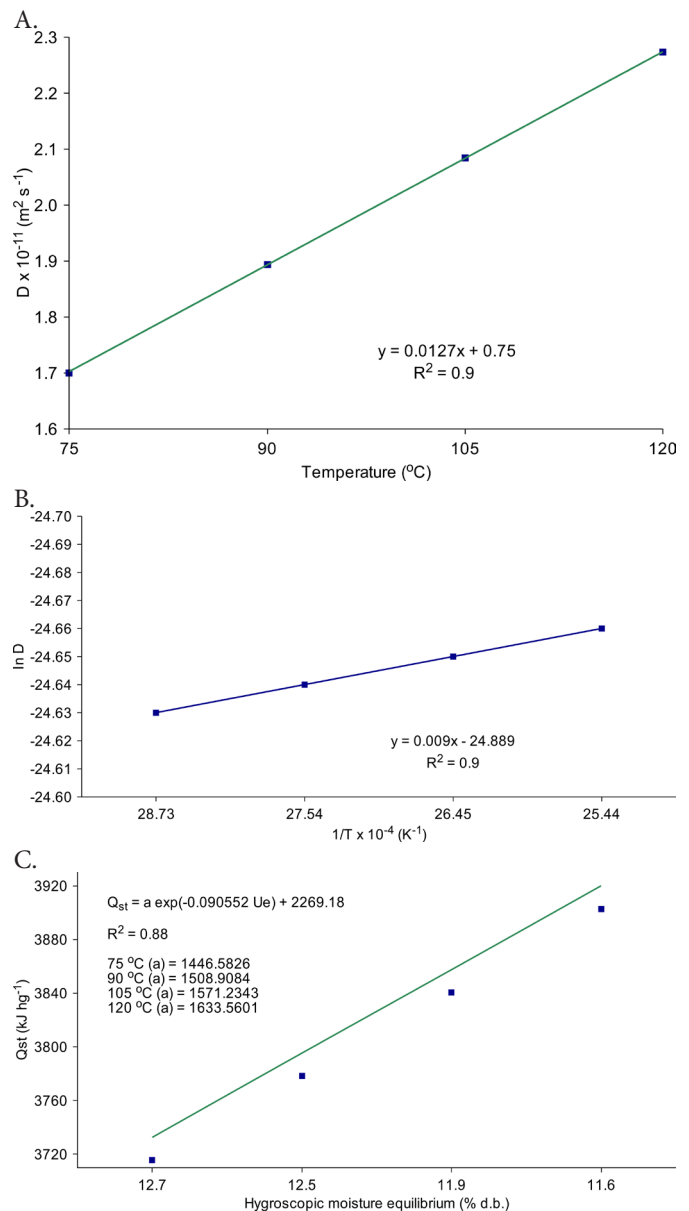 A.
2.3
2.2
2.1
2.0
1.9
1.8
1.7
1.6
D x 10⁻¹¹ (m² s⁻¹)
y = 0.0127x + 0.75
R² = 0.9
75 90 105 120
Temperature (ºC)
B.
-24.70
-24.69
-24.68
-24.67
-24.66
-24.65
-24.64
-24.63
-24.62
-24.61
-24.60
ln D
y = 0.009x - 24.889
R² = 0.9
28.73 27.54 26.45 25.44
1/T x 10⁻⁴ (K⁻¹)
C.
3920
3880
3840
3800
3760
3720
Qst (kJ hg⁻¹)
Qst = a exp(-0.090552 Ue) + 2269.18
R² = 0.88
75 ºC (a) = 1446.5826
90 ºC (a) = 1508.9084
105 ºC (a) = 1571.2343
120 ºC (a) = 1633.5601
12.7 12.5 11.9 11.6
Hygroscopic moisture equilibrium (% d.b.)